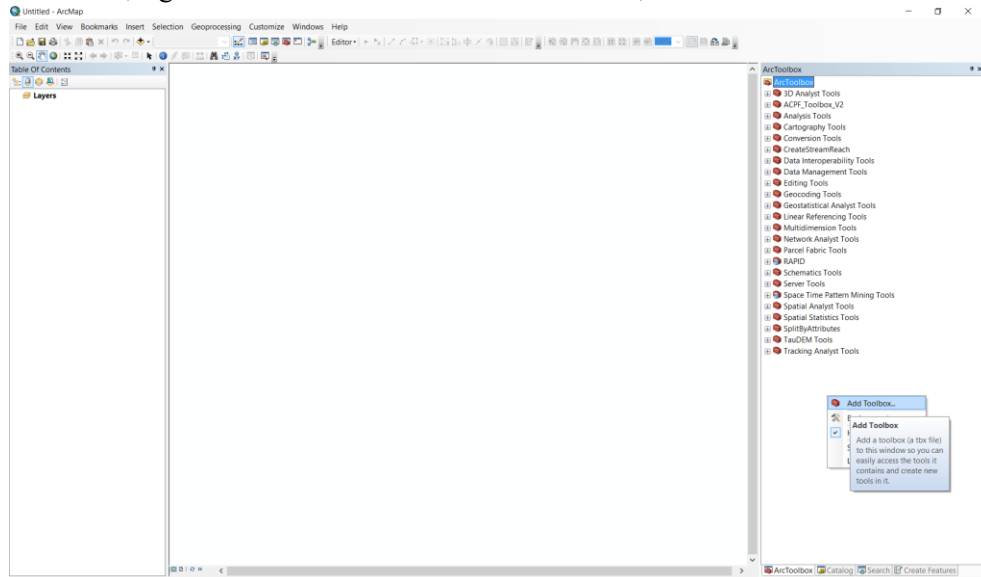 Untitled - ArcMap
File Edit View Bookmarks Insert Selection Geoprocessing Customize Windows Help
Editor
Table Of Contents
Layers
ArcToolbox
ArcToolbox
3D Analyst Tools
ACPF_Toolbox_V2
Analysis Tools
Cartography Tools
Conversion Tools
CreateStreamReach
Data Interoperability Tools
Data Management Tools
Editing Tools
Geocoding Tools
Geostatistical Analyst Tools
Linear Referencing Tools
Multidimension Tools
Network Analyst Tools
Parcel Fabric Tools
RAPID
Schematics Tools
Server Tools
Space Time Pattern Mining Tools
Spatial Analyst Tools
Spatial Statistics Tools
SplitByAttributes
TauDEM Tools
Tracking Analyst Tools
Add Toolbox...
Add Toolbox
Add a toolbox (a tbx file)
to this window so you can
easily access the tools it
contains and create new
tools in it.
ArcToolbox Catalog Search Create Features